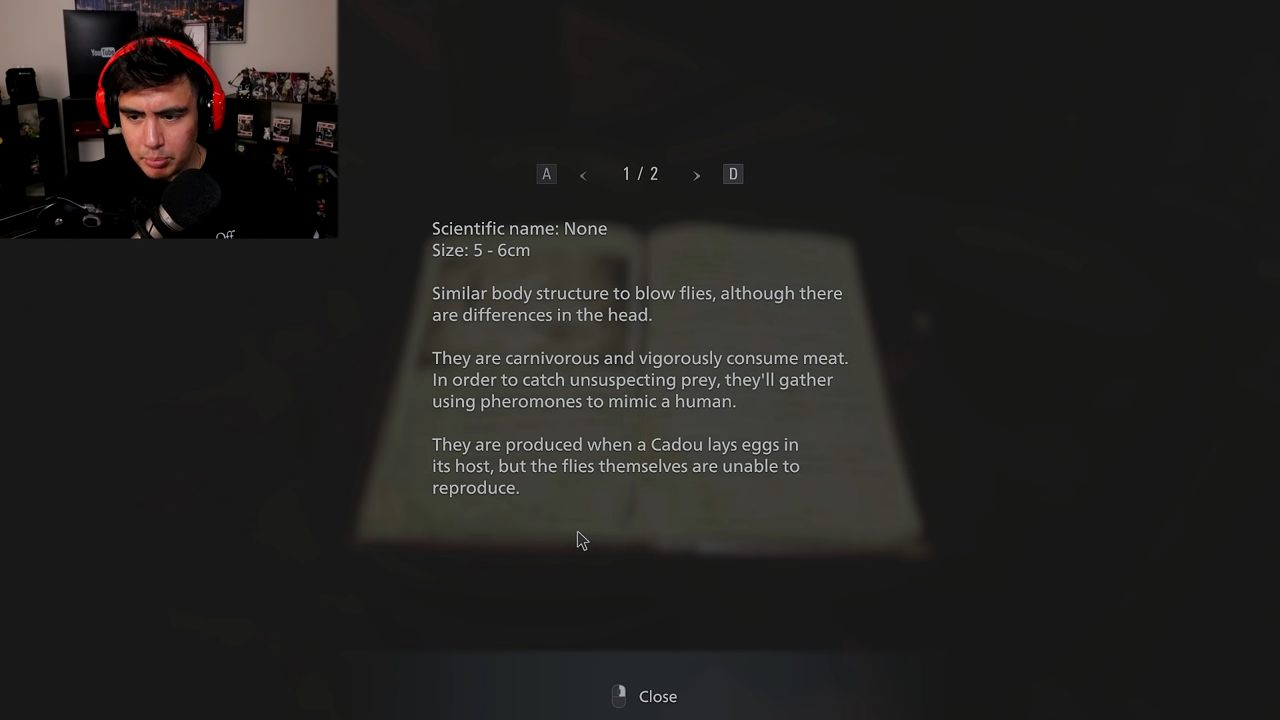 YouTube
Off
A < 1 / 2 > D
Scientific name: None
Size: 5 - 6cm
Similar body structure to blow flies, although there
are differences in the head.
They are carnivorous and vigorously consume meat.
In order to catch unsuspecting prey, they'll gather
using pheromones to mimic a human.
They are produced when a Cadou lays eggs in
its host, but the flies themselves are unable to
reproduce.
Close